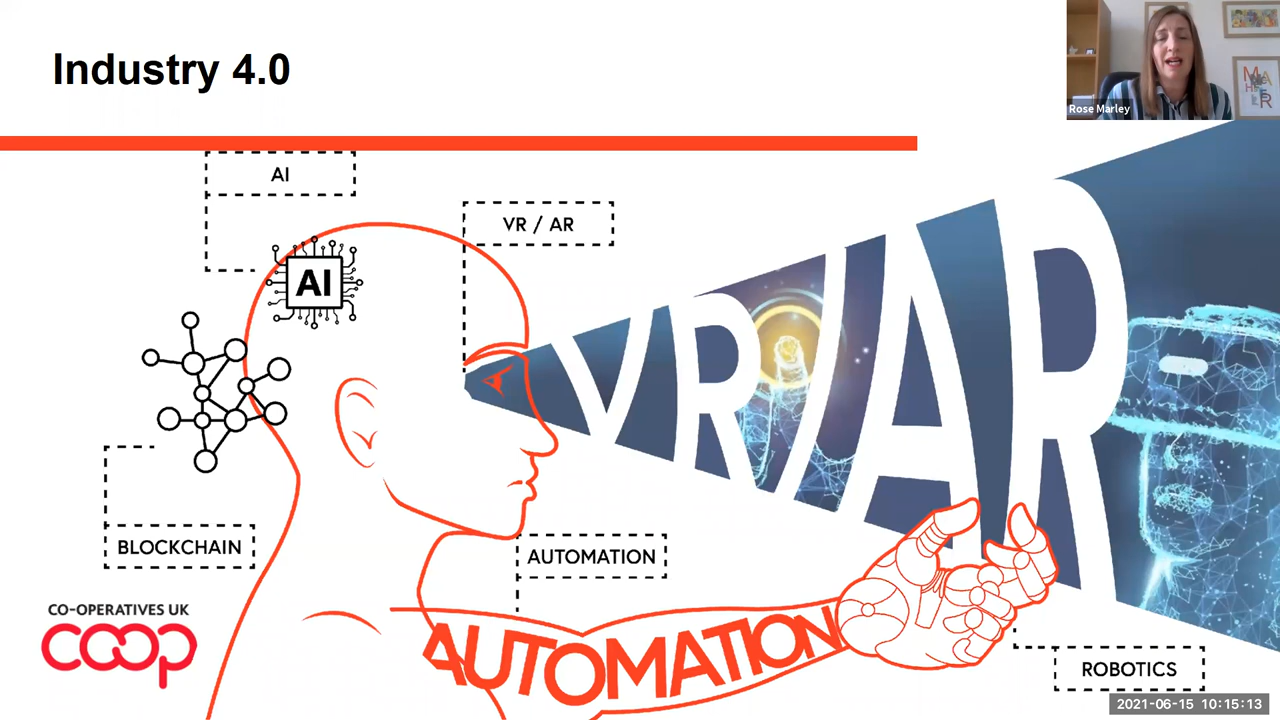 Industry 4.0
Rose Marley
AI
VR / AR
AI
VR/AR
BLOCKCHAIN
AUTOMATION
CO-OPERATIVES UK
coop
AUTOMATION
ROBOTICS
2021-06-15 10:15:13